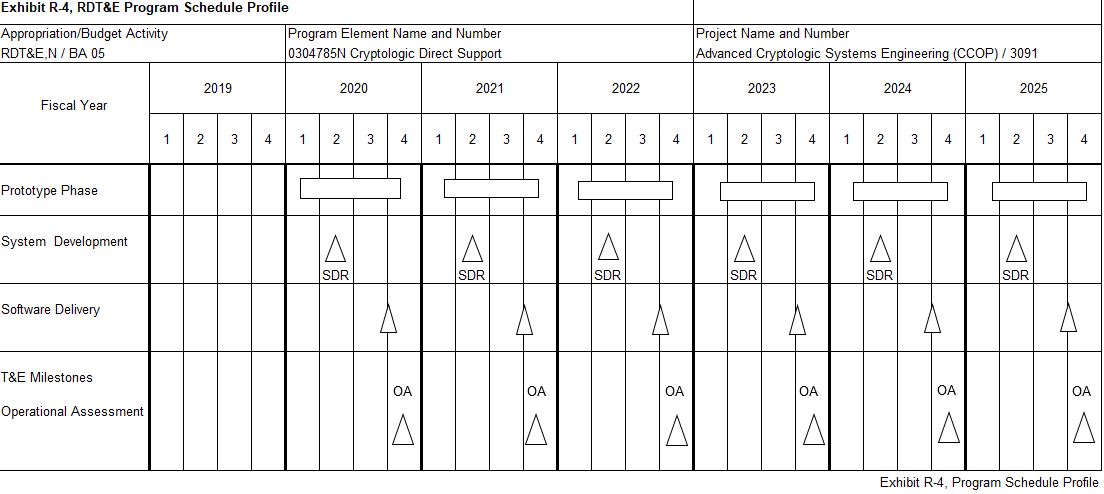 Exhibit R-4, RDT&E Program Schedule Profile
Appropriation/Budget Activity Program Element Name and Number Project Name and Number
RDT&E,N / BA 05 0304785N Cryptologic Direct Support Advanced Cryptologic Systems Engineering (CCOP) / 3091
Fiscal Year 2019 2020 2021 2022 2023 2024 2025
1 2 3 4 1 2 3 4 1 2 3 4 1 2 3 4 1 2 3 4 1 2 3 4 1 2 3 4
Prototype Phase
System Development
SDR SDR SDR SDR SDR SDR
Software Delivery
T&E Milestones
OA OA OA OA OA OA
Operational Assessment
Exhibit R-4, Program Schedule Profile